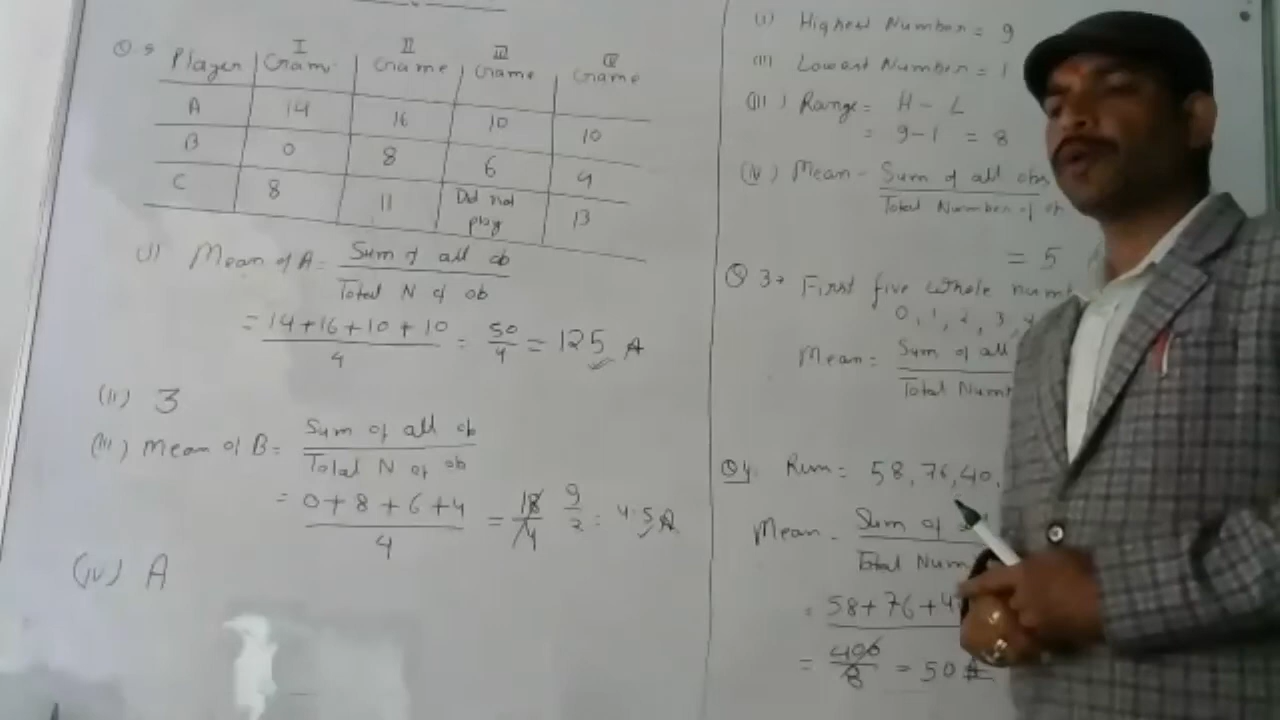 Q 5 Player I Game II Game III Game IV Game
A 14 16 10 10
B 0 8 6 4
C 8 11 Did not play 13
(i) Mean of A = Sum of all ob
Total N of ob
= 14+16+10+10 = 50 = 125 A
4 4
(ii) 3
(iii) Mean of B = Sum of all ob
Total N of ob
= 0+8+6+4 = 18 9 = 4.5 A
4 4 2
(iv) A
(i) Highest Number = 9
(ii) Lowest Number = 1
(iii) Range = H - L
= 9-1 = 8
(iv) Mean - Sum of all obs
Total Number of ob
= 5
Q 3 First five whole num
0, 1, 2, 3,
Mean = Sum of all
Total Num
Q4. Run = 58, 76, 40,
Mean - Sum of
Total Num
= 58+76+4
= 400 = 50 A
8